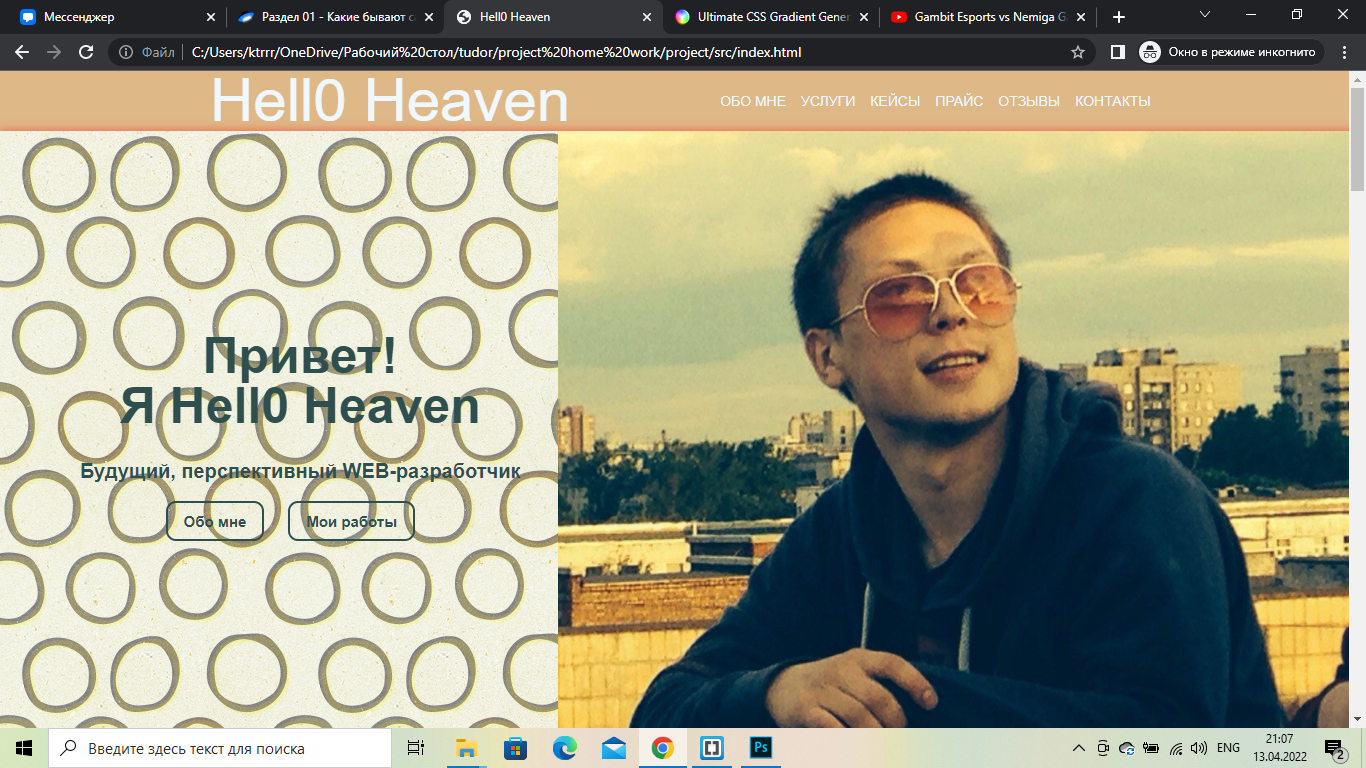 Мессенджер
Раздел 01 - Какие бывают са
Hell0 Heaven
Ultimate CSS Gradient Gener
Gambit Esports vs Nemiga G
Файл C:/Users/ktrrr/OneDrive/Рабочий%20стол/tudor/project%20home%20work/project/src/index.html
Окно в режиме инкогнито
Hell0 Heaven
ОБО МНЕ УСЛУГИ КЕЙСЫ ПРАЙС ОТЗЫВЫ КОНТАКТЫ
Привет!
Я Hell0 Heaven
Будущий, перспективный WEB-разработчик
Обо мне Мои работы
Введите здесь текст для поиска
Ps
ENG
21:07
13.04.2022
2